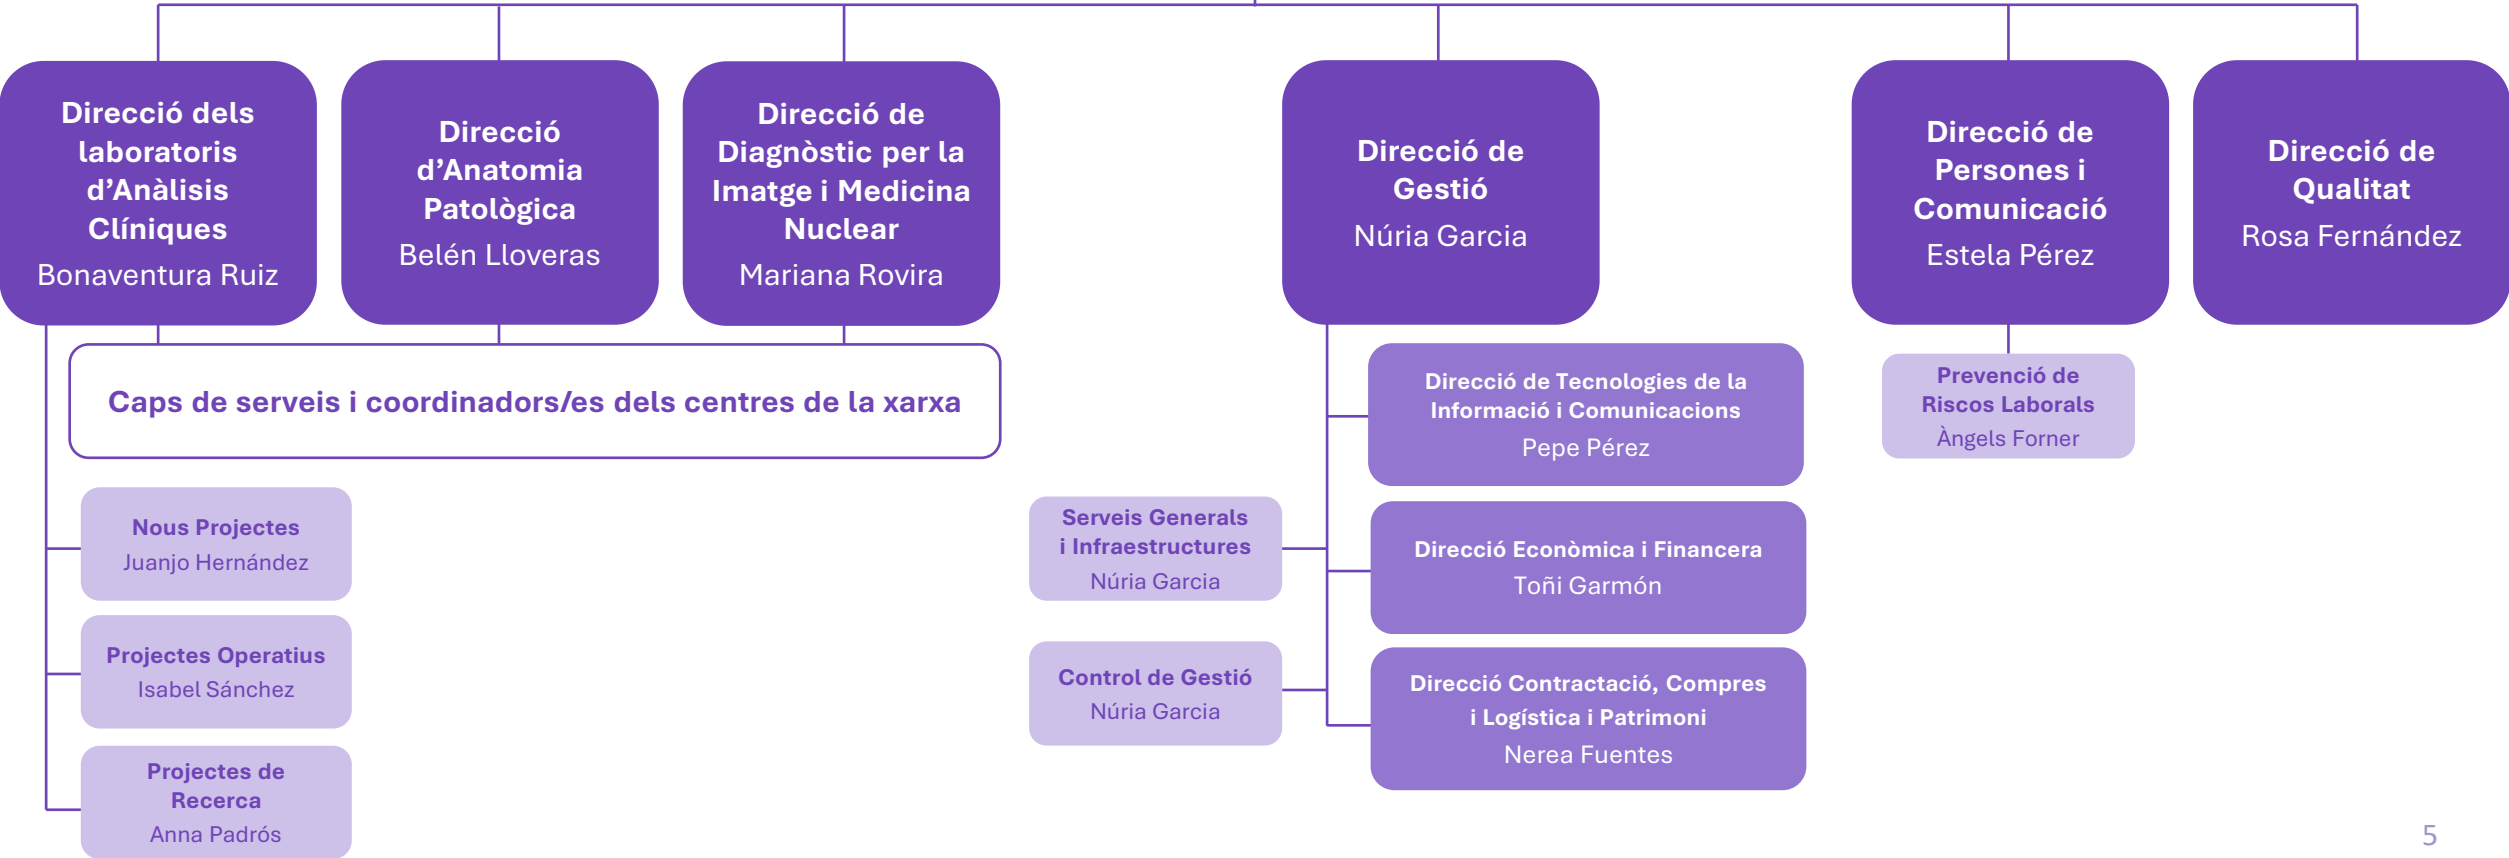 Direcció dels
laboratoris
d’Anàlisis
Clíniques
Bonaventura Ruiz
Direcció
d’Anatomia
Patològica
Belén Lloveras
Direcció de
Diagnòstic per la
Imatge i Medicina
Nuclear
Mariana Rovira
Direcció de
Gestió
Núria Garcia
Direcció de
Persones i
Comunicació
Estela Pérez
Direcció de
Qualitat
Rosa Fernández
Caps de serveis i coordinadors/es dels centres de la xarxa
Nous Projectes
Juanjo Hernández
Projectes Operatius
Isabel Sánchez
Projectes de
Recerca
Anna Padrós
Serveis Generals
i Infraestructures
Núria Garcia
Control de Gestió
Núria Garcia
Direcció de Tecnologies de la
Informació i Comunicacions
Pepe Pérez
Direcció Econòmica i Financera
Toñi Garmón
Direcció Contractació, Compres
i Logística i Patrimoni
Nerea Fuentes
Prevenció de
Riscos Laborals
Àngels Forner
5